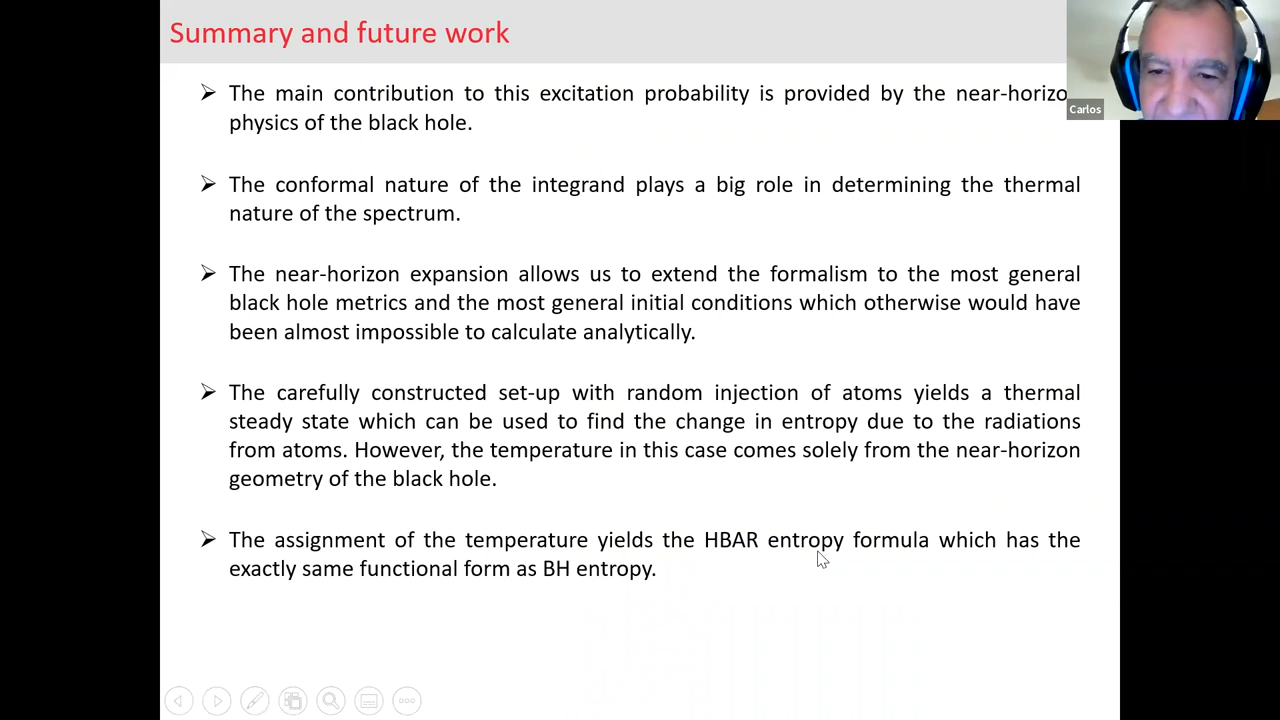 Summary and future work
Carlos
➢ The main contribution to this excitation probability is provided by the near-horizo
physics of the black hole.
➢ The conformal nature of the integrand plays a big role in determining the thermal
nature of the spectrum.
➢ The near-horizon expansion allows us to extend the formalism to the most general
black hole metrics and the most general initial conditions which otherwise would have
been almost impossible to calculate analytically.
➢ The carefully constructed set-up with random injection of atoms yields a thermal
steady state which can be used to find the change in entropy due to the radiations
from atoms. However, the temperature in this case comes solely from the near-horizon
geometry of the black hole.
➢ The assignment of the temperature yields the HBAR entropy formula which has the
exactly same functional form as BH entropy.